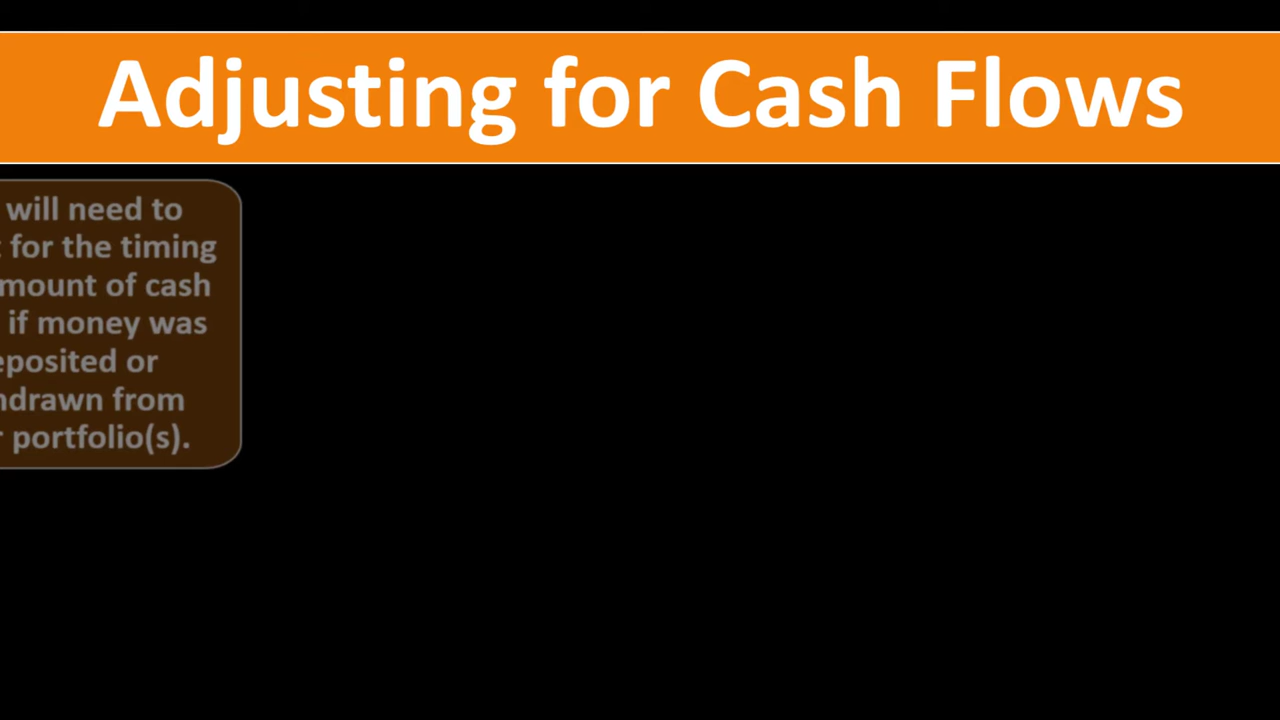 Adjusting for Cash Flows
will need to
for the timing
mount of cash
if money was
eposited or
ndrawn from
portfolio(s).